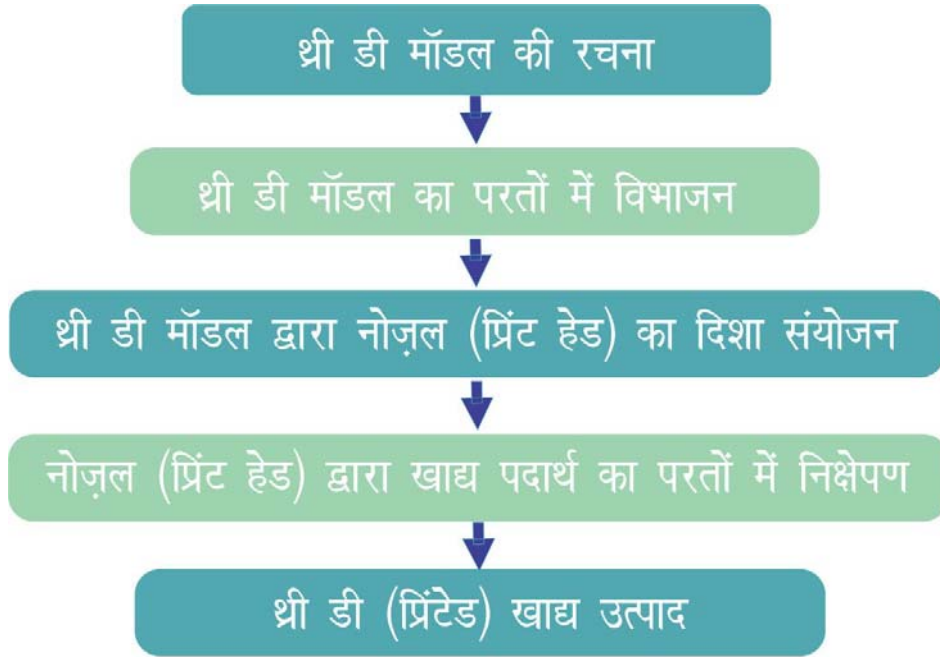 थ्री डी मॉडल की रचना
थ्री डी मॉडल का परतों में विभाजन
थ्री डी मॉडल द्वारा नोज़ल (प्रिंट हेड) का दिशा संयोजन
नोज़ल (प्रिंट हेड) द्वारा खाद्य पदार्थ का परतों में निक्षेपण
थ्री डी (प्रिंटेड) खाद्य उत्पाद